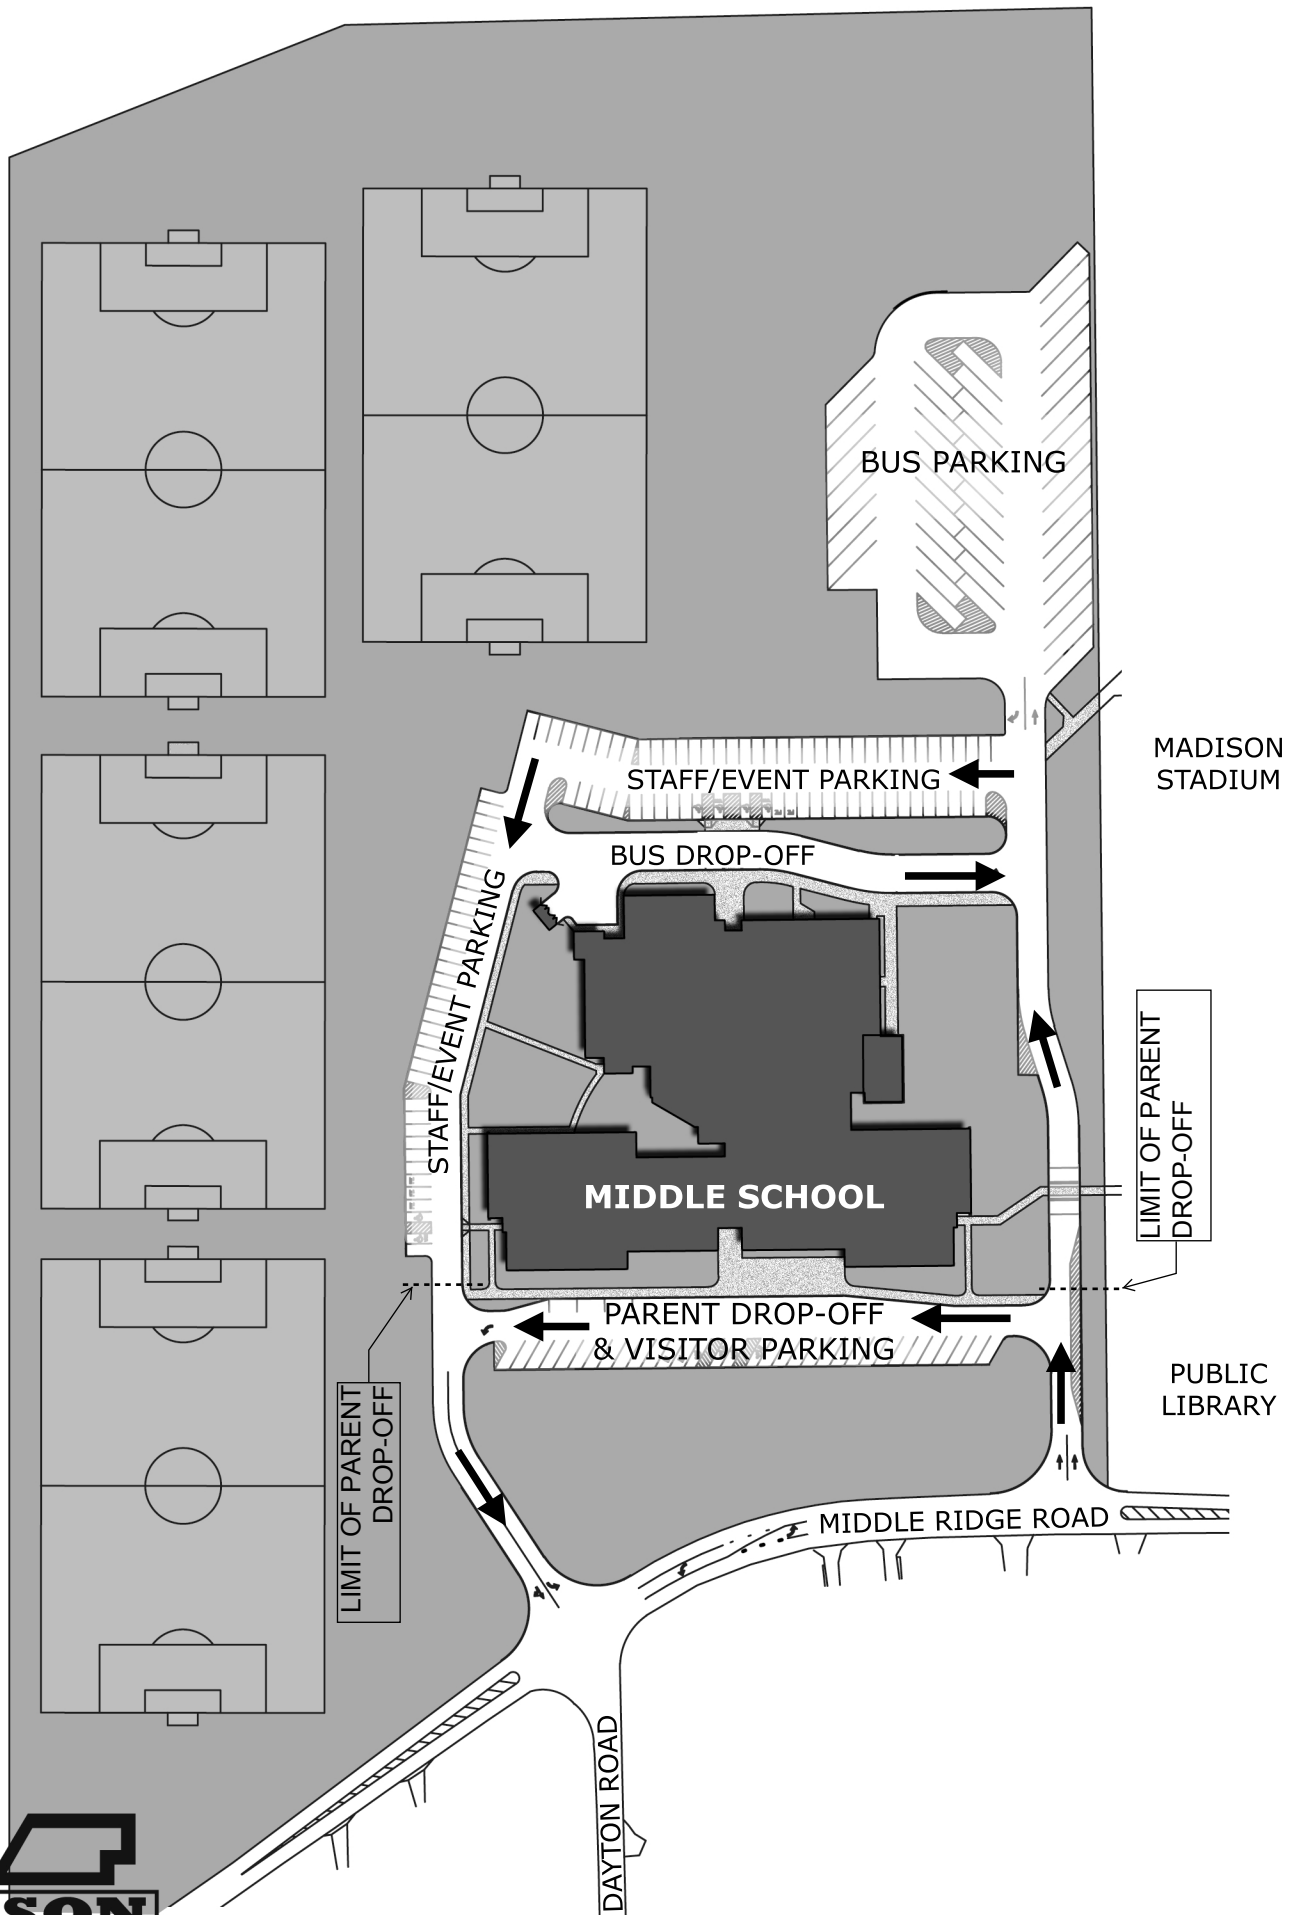 BUS PARKING
MADISON
STADIUM
STAFF/EVENT PARKING
BUS DROP-OFF
STAFF/EVENT PARKING
LIMIT OF PARENT
DROP-OFF
MIDDLE SCHOOL
PARENT DROP-OFF
& VISITOR PARKING
PUBLIC
LIBRARY
LIMIT OF PARENT
DROP-OFF
MIDDLE RIDGE ROAD
DAYTON ROAD
SON